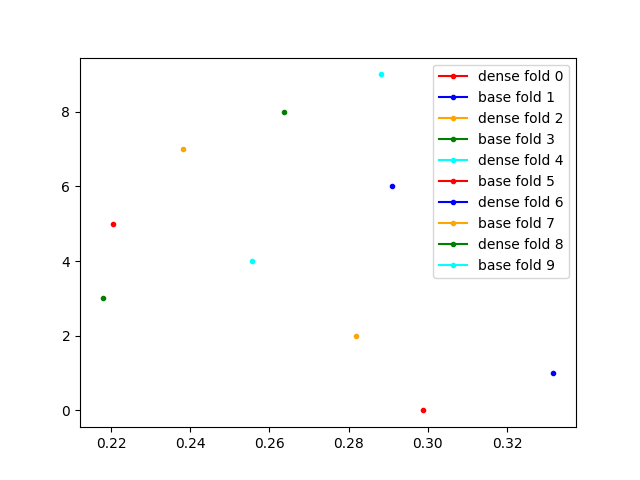 dense fold 0
base fold 1
dense fold 2
base fold 3
dense fold 4
base fold 5
dense fold 6
base fold 7
dense fold 8
base fold 9
8
6
4
2
0
0.22 0.24 0.26 0.28 0.30 0.32